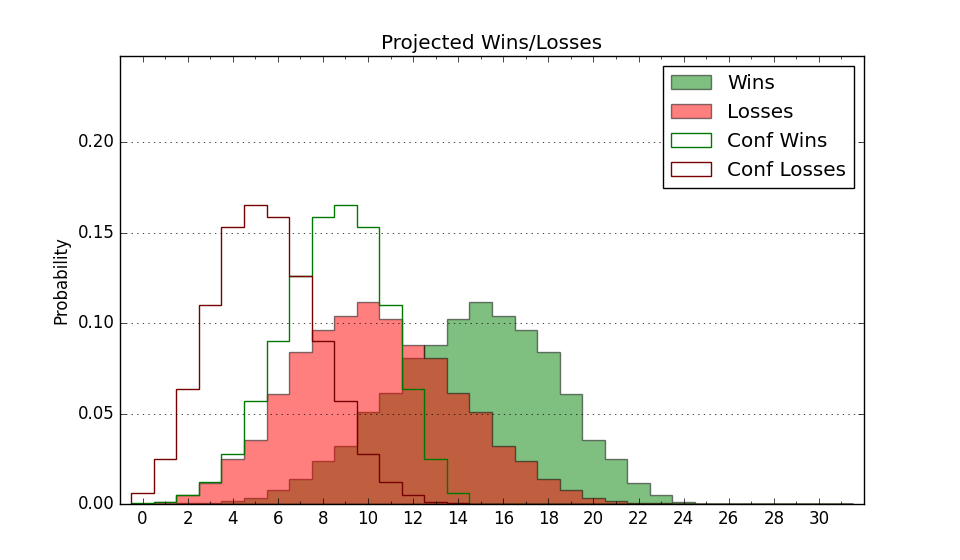 Projected Wins/Losses
Wins
Losses
Conf Wins
Conf Losses
Probability
0.20
0.15
0.10
0.05
0.00
0 2 4 6 8 10 12 14 16 18 20 22 24 26 28 30